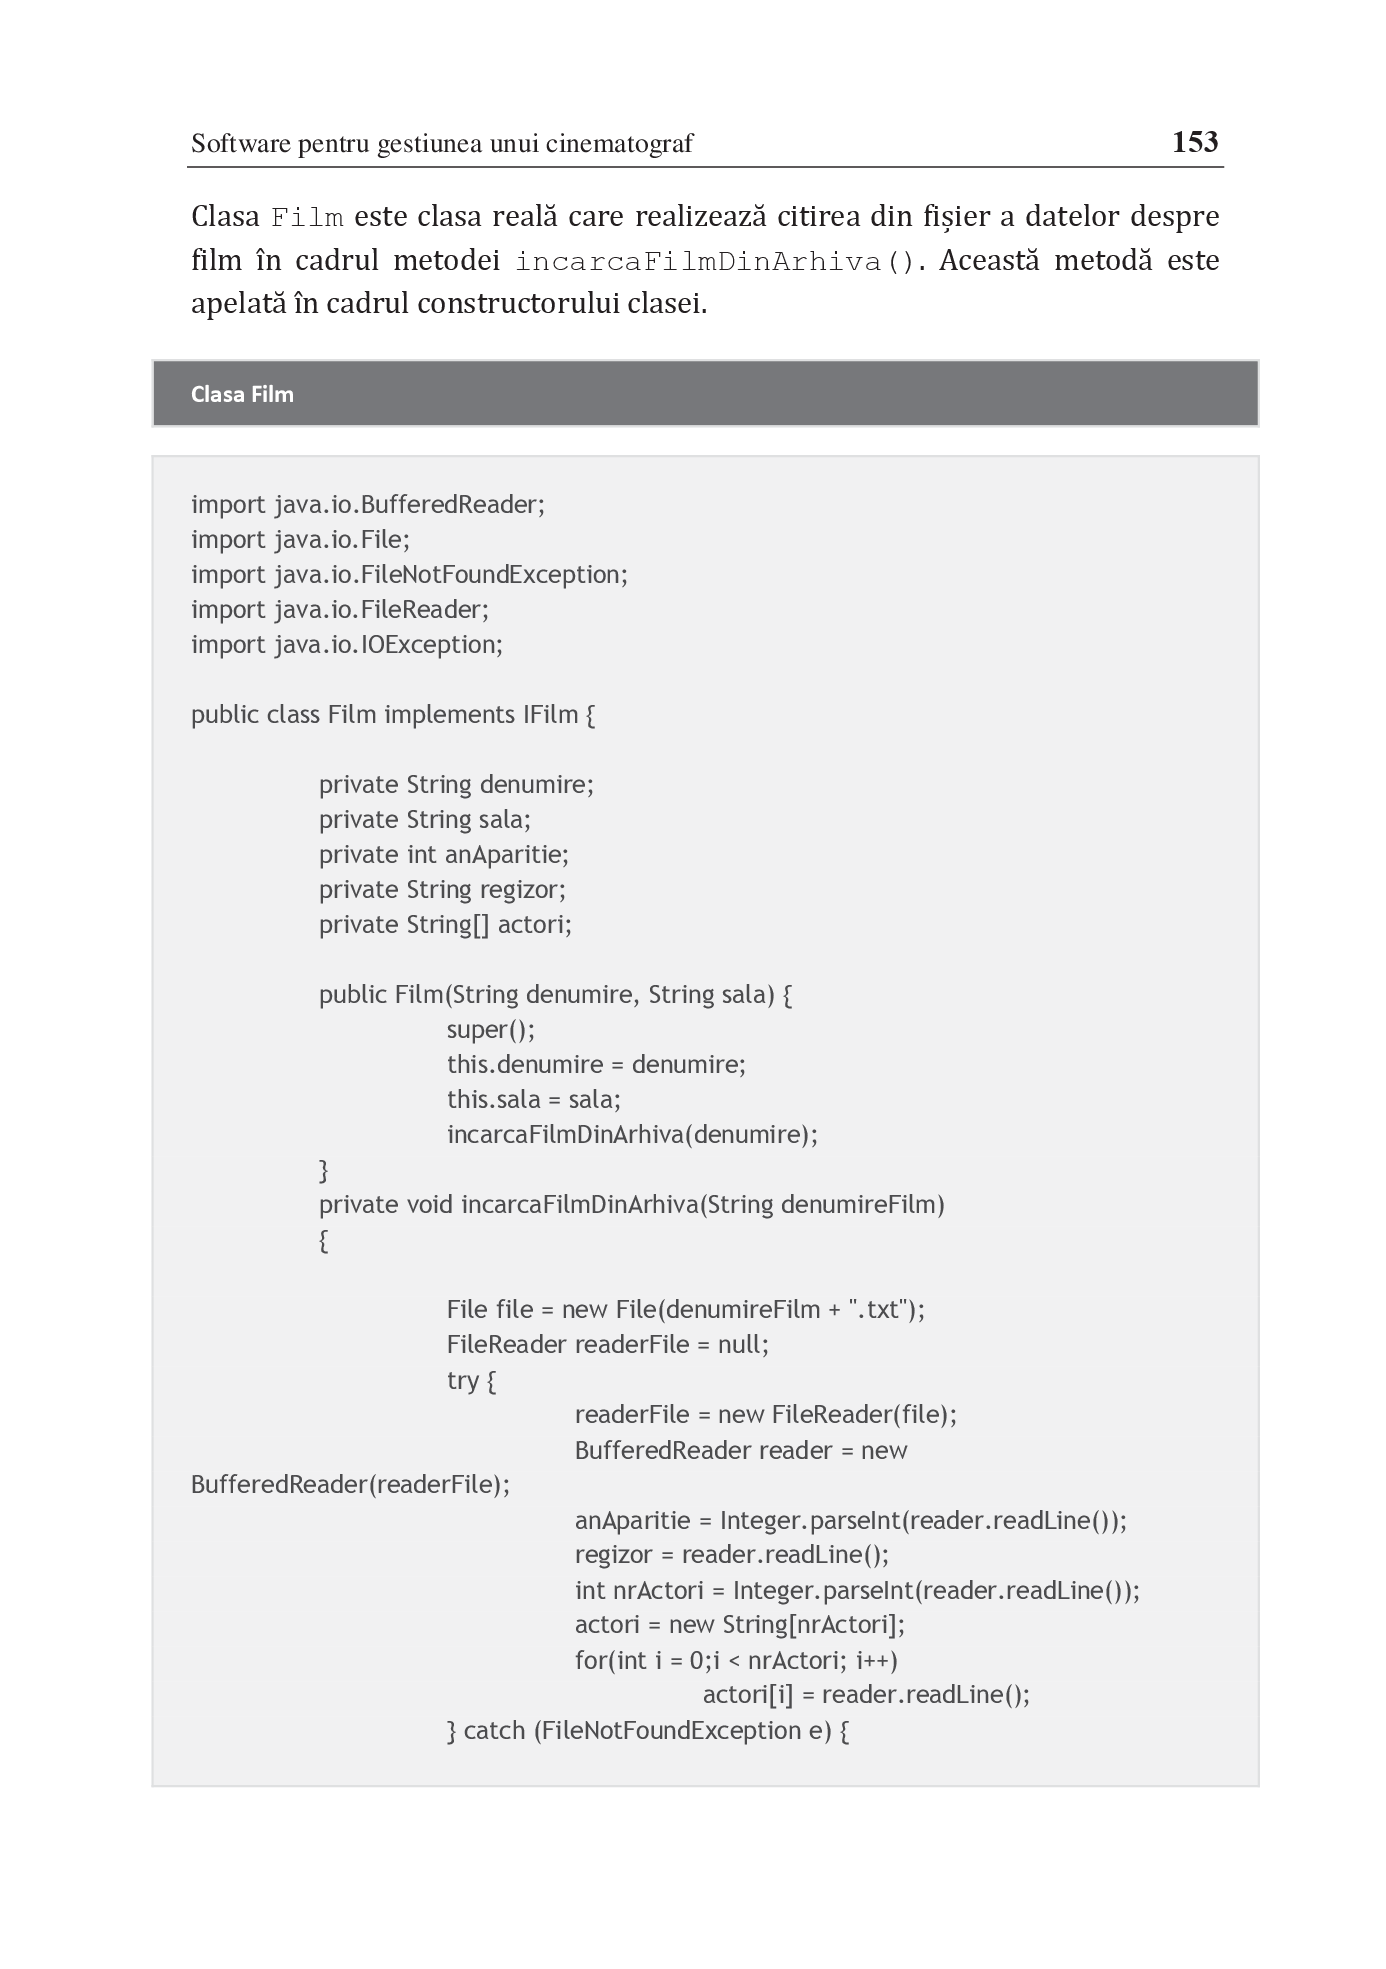 Software pentru gestiunea unui cinematograf 153
Clasa Film este clasa reală care realizează citirea din fișier a datelor despre
film în cadrul metodei incarcaFilmDinArhiva(). Această metodă este
apelată în cadrul constructorului clasei.
Clasa Film
import java.io.BufferedReader;
import java.io.File;
import java.io.FileNotFoundException;
import java.io.FileReader;
import java.io.IOException;
public class Film implements IFilm {
private String denumire;
private String sala;
private int anAparitie;
private String regizor;
private String[] actori;
public Film(String denumire, String sala) {
super();
this.denumire = denumire;
this.sala = sala;
incarcaFilmDinArhiva(denumire);
}
private void incarcaFilmDinArhiva(String denumireFilm)
{
File file = new File(denumireFilm + ".txt");
FileReader readerFile = null;
try {
readerFile = new FileReader(file);
BufferedReader reader = new
BufferedReader(readerFile);
anAparitie = Integer.parseInt(reader.readLine());
regizor = reader.readLine();
int nrActori = Integer.parseInt(reader.readLine());
actori = new String[nrActori];
for(int i = 0;i < nrActori; i++)
actori[i] = reader.readLine();
} catch (FileNotFoundException e) {